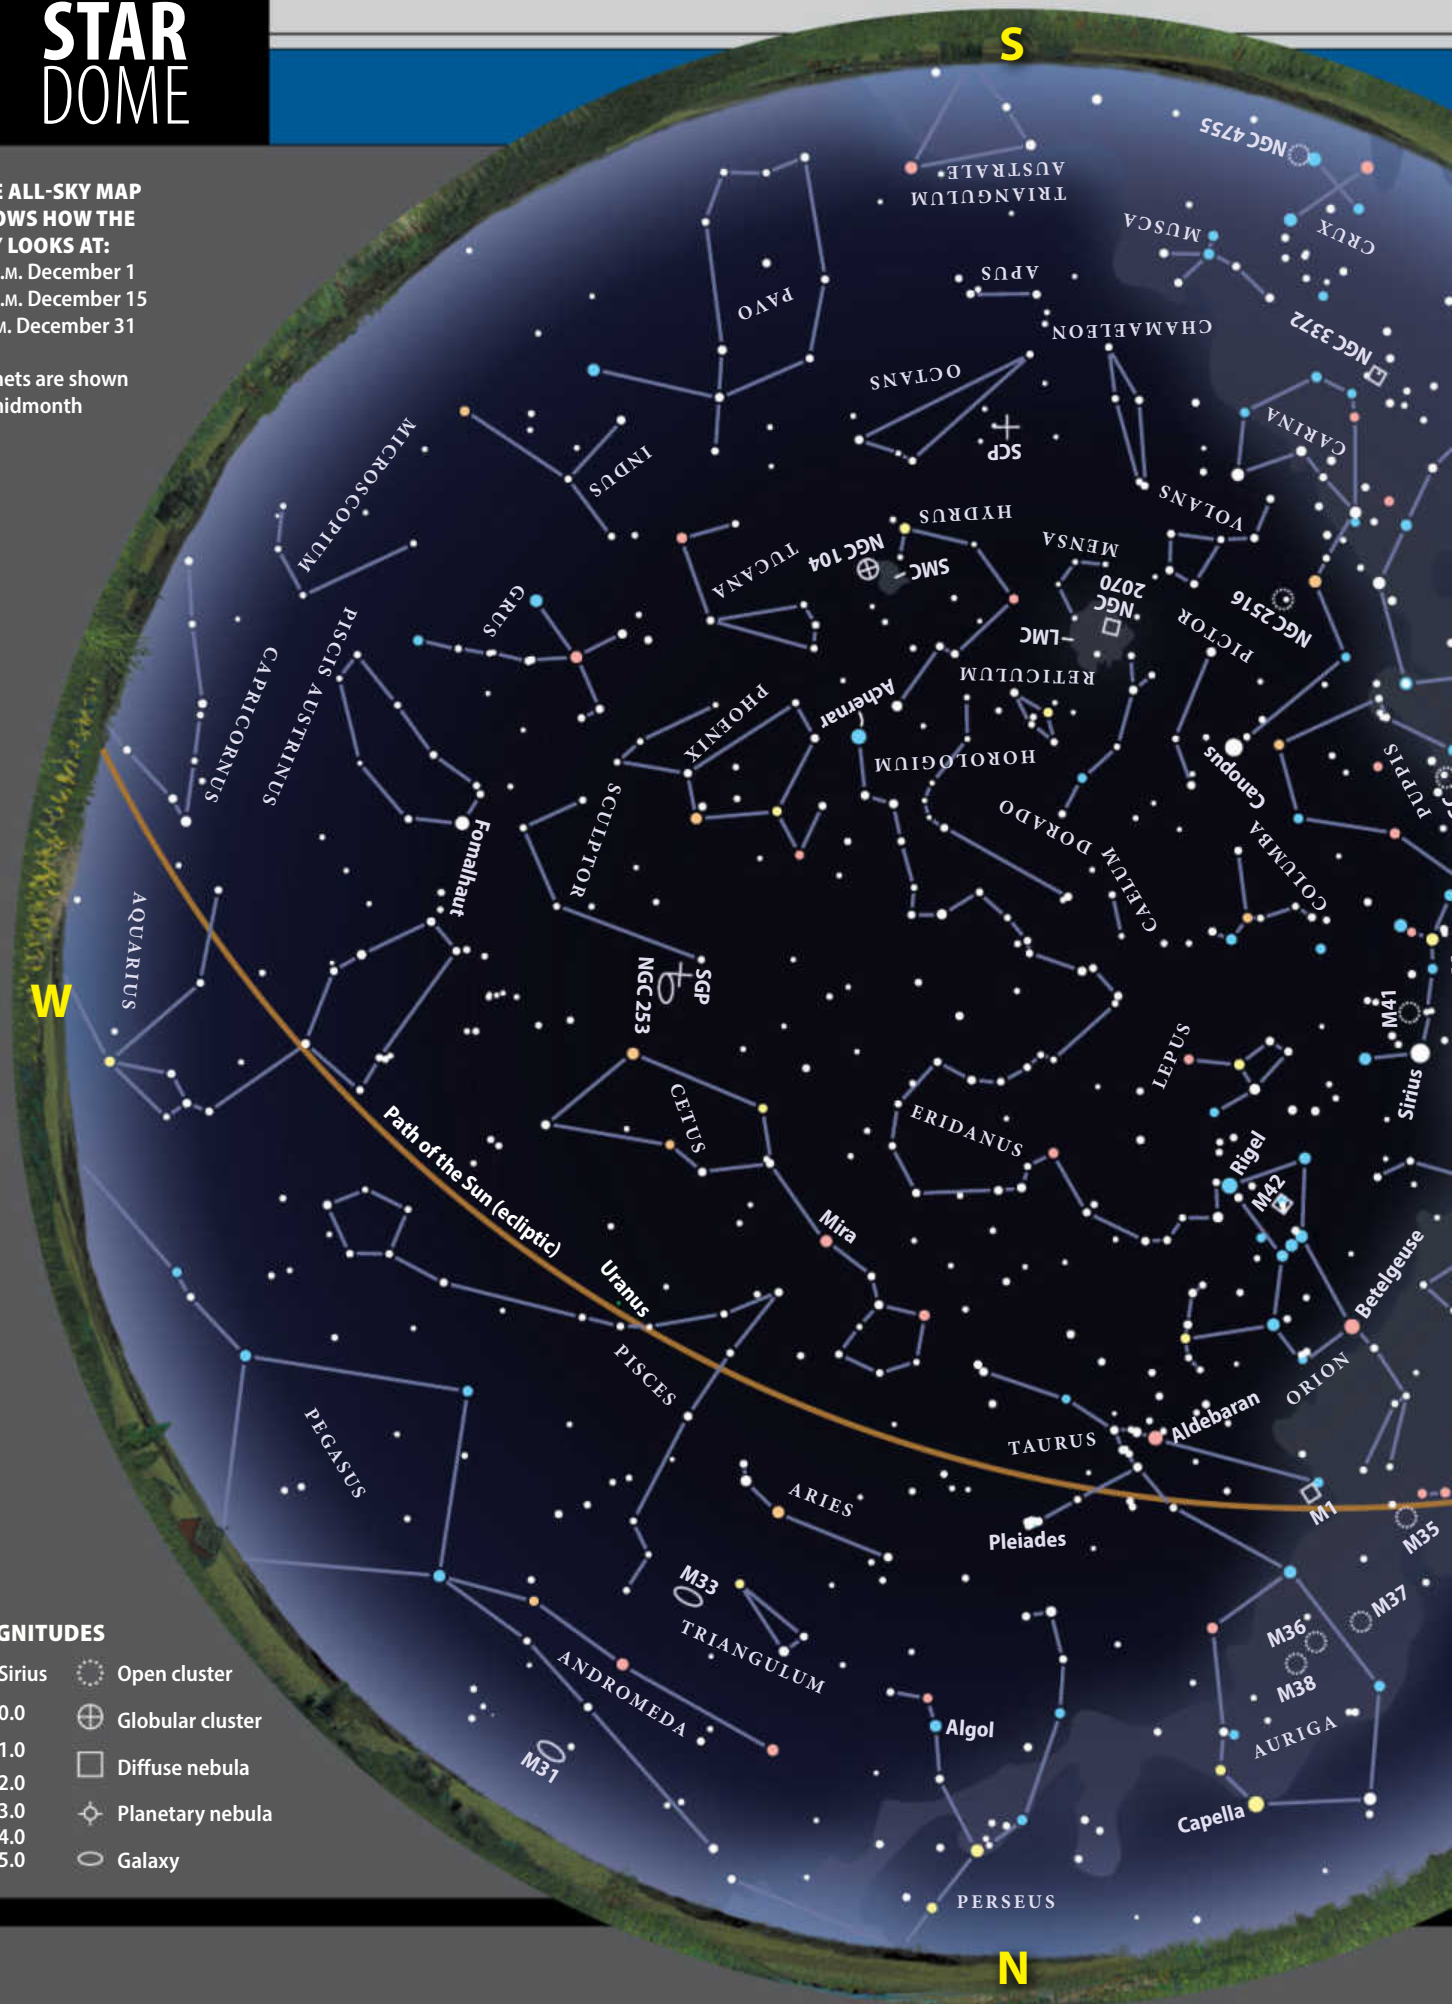 STAR
DOME
E ALL-SKY MAP
OWS HOW THE
Y LOOKS AT:
.M. December 1
.M. December 15
M. December 31
nets are shown
nidmonth
S
NGC 4755
TRIANGULUM
AUSTRALE
MUSCA
CRUX
APUS
PAVO
CHAMAELEON
NGC 3372
OCTANS
CARINA
SCP
MICROSCOPIUM
INDUS
VOLANS
HYDRUS
MENSA
TUCANA
NGC 104
SMC
NGC
2070
NGC 2516
GRUS
LMC
PICTOR
PISCIS AUSTRINUS
CAPRICORNUS
RETICULUM
PHOENIX
Achernar
HOROLOGIUM
Canopus
PUPPIS
SCULPTOR
DORADO
COLUMBA
Fomalhaut
CAELUM
AQUARIUS
W
SGP
NGC 253
M41
LEPUS
Sirius
CETUS
ERIDANUS
Path of the Sun (ecliptic)
Rigel
M42
Mira
Uranus
Betelgeuse
PISCES
ORION
PEGASUS
Aldebaran
TAURUS
ARIES
M1
M35
Pleiades
M33
M37
TRIANGULUM
M36
M38
ANDROMEDA
Algol
AURIGA
M31
Capella
PERSEUS
N
GNITUDES
Sirius
0.0
1.0
2.0
3.0
4.0
5.0
Open cluster
Globular cluster
Diffuse nebula
Planetary nebula
Galaxy